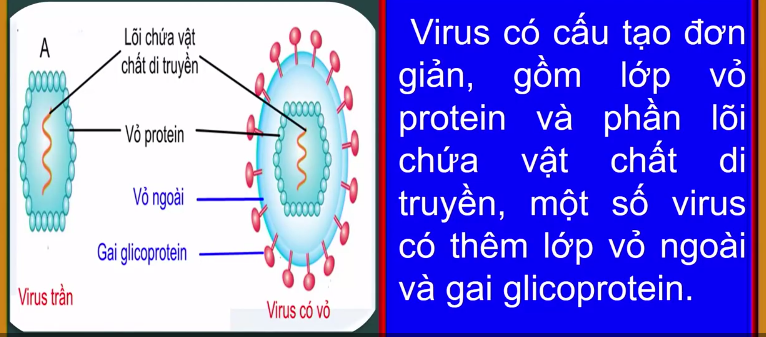 A
Lõi chứa vật
chất di truyền
Vỏ protein
Vỏ ngoài
Gai glicoprotein
Virus trần
Virus có vỏ
Virus có cấu tạo đơn
giản, gồm lớp vỏ
protein và phần lõi
chứa vật chất di
truyền, một số virus
có thêm lớp vỏ ngoài
và gai glicoprotein.